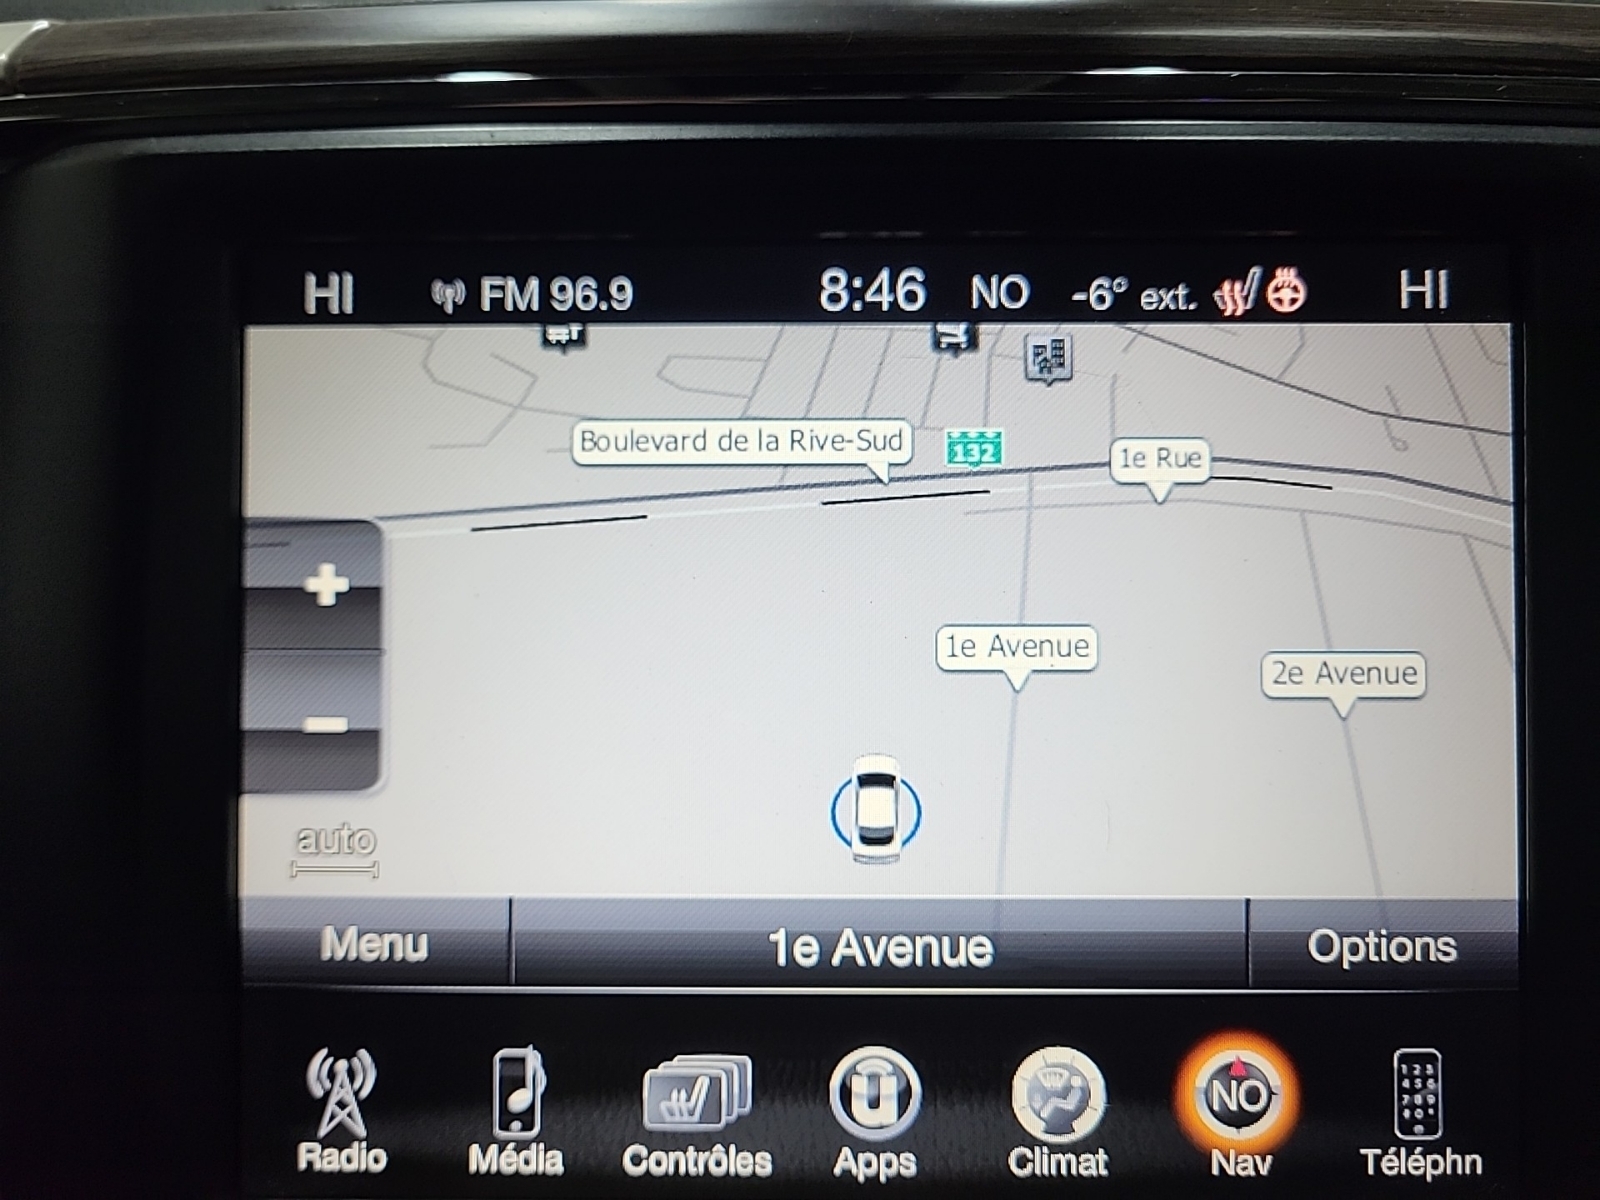 HI FM 96.9 8:46 NO -6° ext. HI
Boulevard de la Rive-Sud
132
1e Rue
1e Avenue
2e Avenue
auto
Menu 1e Avenue Options
NO
Radio Média Contrôles Apps Climat Nav Téléphn